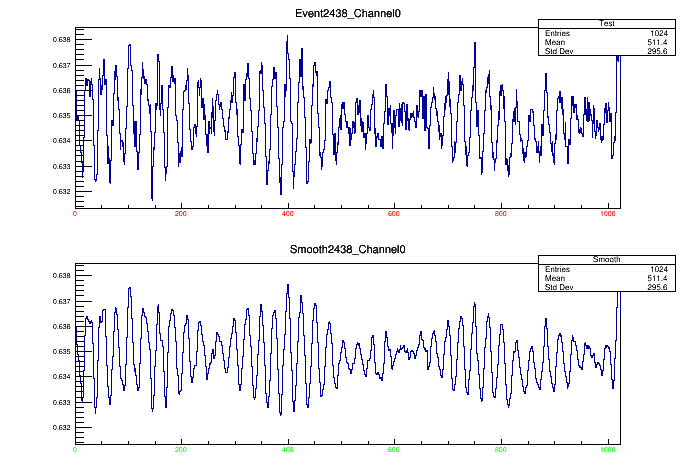 Event2438_Channel0
Test
Entries 1024
Mean 511.4
Std Dev 295.6
0.638
0.637
0.636
0.635
0.634
0.633
0.632
0 200 400 600 800 1000
Smooth2438_Channel0
Smooth
Entries 1024
Mean 511.4
Std Dev 295.6
0.638
0.637
0.636
0.635
0.634
0.633
0.632
0 200 400 600 800 1000